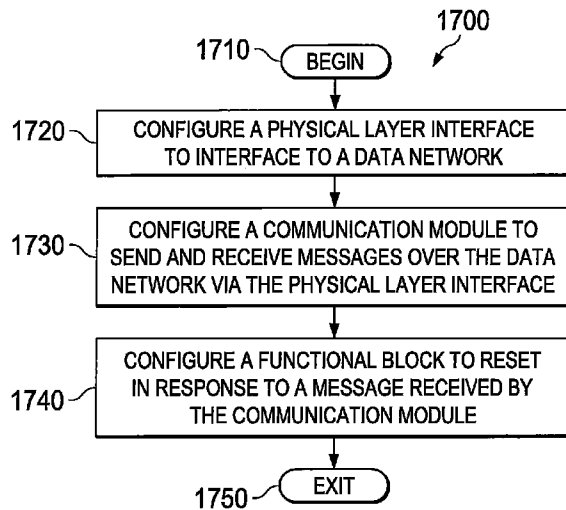 1700
1710
BEGIN
1720
CONFIGURE A PHYSICAL LAYER INTERFACE
TO INTERFACE TO A DATA NETWORK
1730
CONFIGURE A COMMUNICATION MODULE TO
SEND AND RECEIVE MESSAGES OVER THE DATA
NETWORK VIA THE PHYSICAL LAYER INTERFACE
1740
CONFIGURE A FUNCTIONAL BLOCK TO RESET
IN RESPONSE TO A MESSAGE RECEIVED BY
THE COMMUNICATION MODULE
1750
EXIT